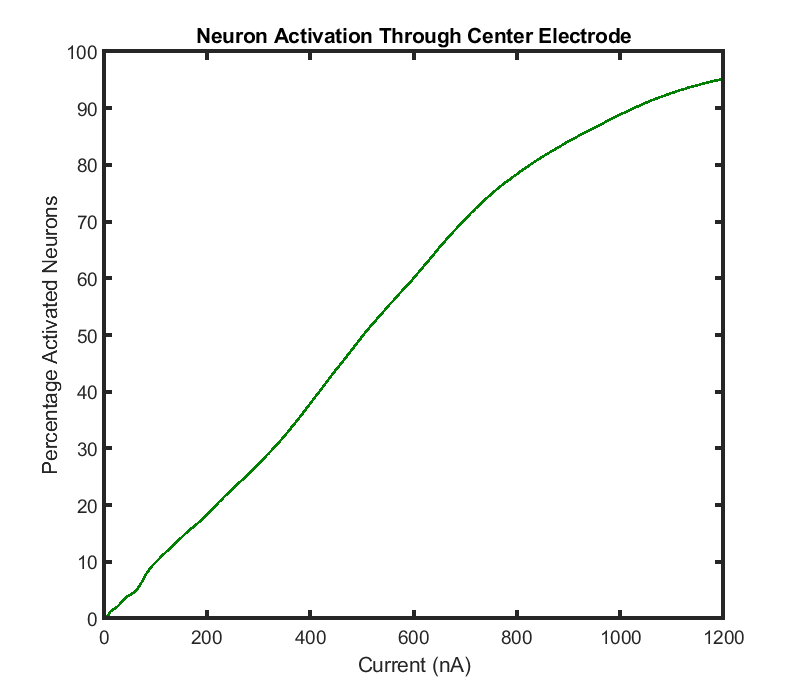 Neuron Activation Through Center Electrode
100
90
80
70
60
50
40
30
20
10
0
Percentage Activated Neurons
0 200 400 600 800 1000 1200
Current (nA)